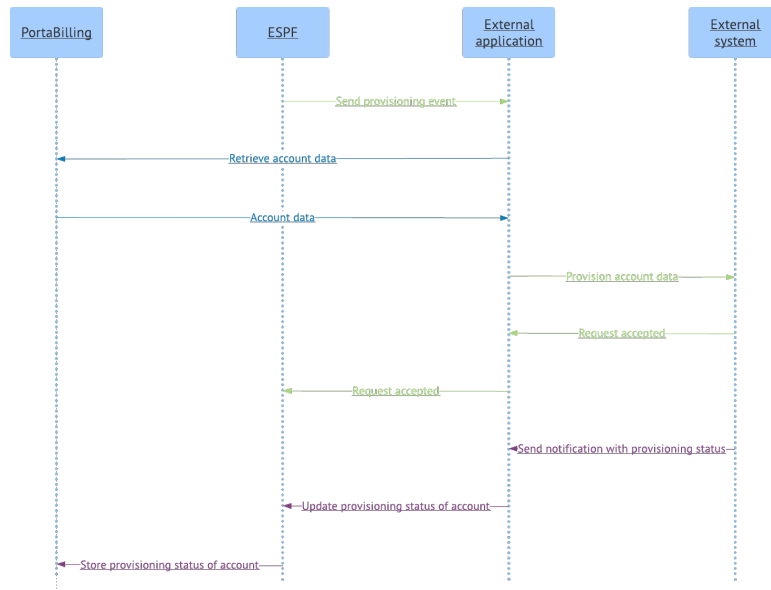 PortaBilling
ESPF
External
application
External
system
Send provisioning event
Retrieve account data
Account data
Provision account data
Request accepted
Request accepted
Send notification with provisioning status
Update provisioning status of account
Store provisioning status of account